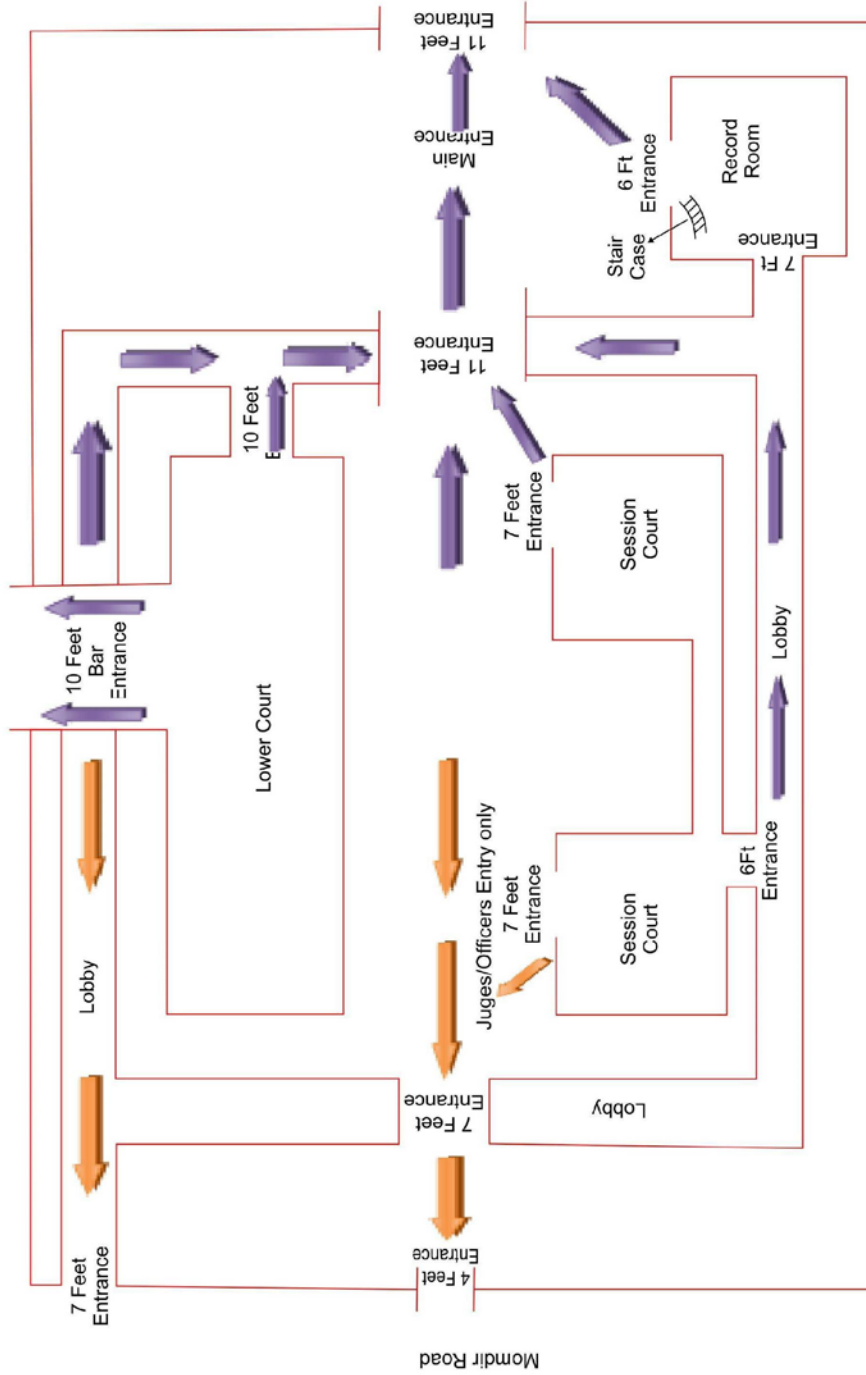 11 Feet
Entrance
Main
Entrance
6 Ft
Entrance
Record
Room
Stair
Case
7 Ft
Entrance
11 Feet
Entrance
10 Feet
E
7 Feet
Entrance
Session
Court
10 Feet
Bar
Entrance
Lower Court
Lobby
6Ft
Entrance
Juges/Officers Entry only
7 Feet
Entrance
Session
Court
Lobby
7 Feet
Entrance
Lobby
7 Feet
Entrance
4 Feet
Entrance
Momdir Road